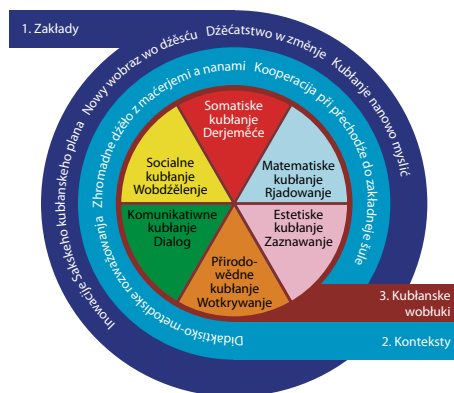 1. Zakłady
Inowacije Sakskeho kubłanskeho plana
Nowy wobraz wo dźěsću
Dźěćatstwo w změnje
Kubłanje nanowo myslić
Didaktisko-metodiske rozwažowanja
Zhromadne dźěło z maćerjemi a nanami
Kooperacija při přechodźe do zakładneje šule
Somatiske
kubłanje
Derjeměće
Socialne
kubłanje
Wobdźělenje
Matematiske
kubłanje
Rjadowanje
Komunikatiwne
kubłanje
Dialog
Estetiske
kubłanje
Zaznawanje
Přirodo-
wědne
kubłanje
Wotkrywanje
3. Kubłanske
wobłuki
2. Konteksty